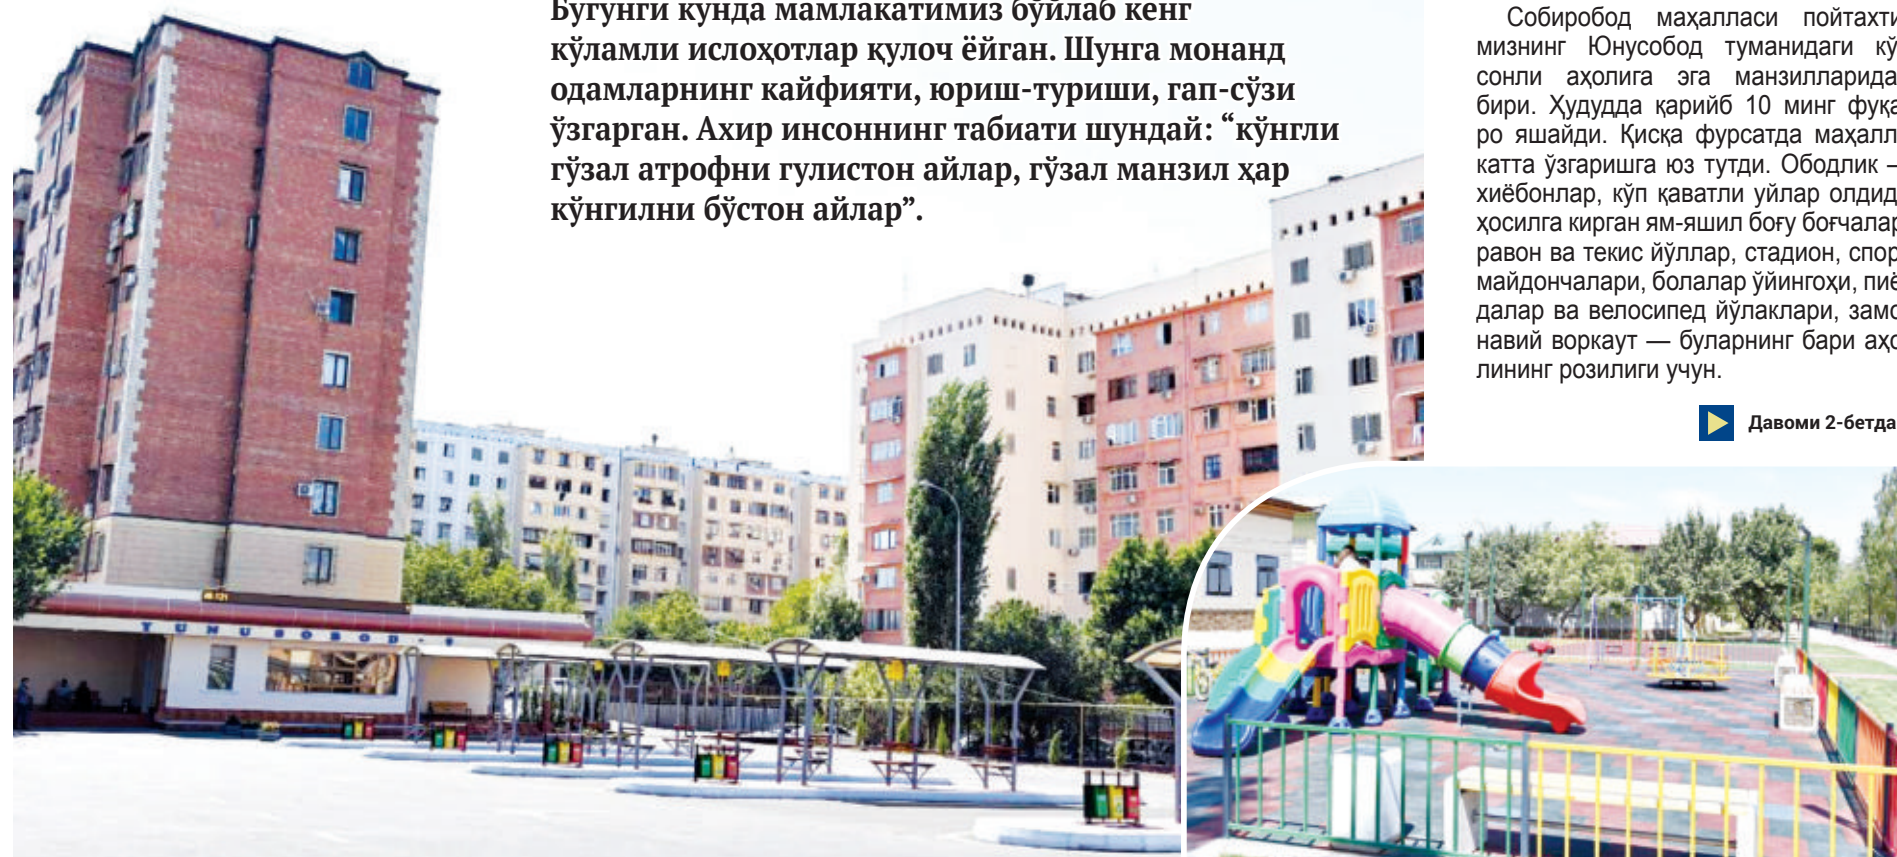 Бугунги кунда мамлакатимиз бўйлаб кенг
кўламли ислоҳотлар қулоч ёйган. Шунга монанд
одамларнинг кайфияти, юриш-туриши, гап-сўзи
ўзгарган. Ахир инсоннинг табиати шундай: “кўнгли
гўзал атрофни гулистон айлар, гўзал манзил ҳар
кўнгилни бўстон айлар”.
Собиробод маҳалласи пойтахти
мизнинг Юнусобод туманидаги кў
сонли аҳолига эга манзилларида
бири. Ҳудудда қарийб 10 минг фуқа
ро яшайди. Қисқа фурсатда маҳалл
катта ўзгаришга юз тутди. Ободлик —
хиёбонлар, кўп қаватли уйлар олдид
ҳосилга кирган ям-яшил боғу боғчалар
равон ва текис йўллар, стадион, спор
майдончалари, болалар ўйингоҳи, пиё
далар ва велосипед йўлаклари, замо
навий воркаут — буларнинг бари аҳо
лининг розилиги учун.
Давоми 2-бетда
YUNUSOBOD - 9